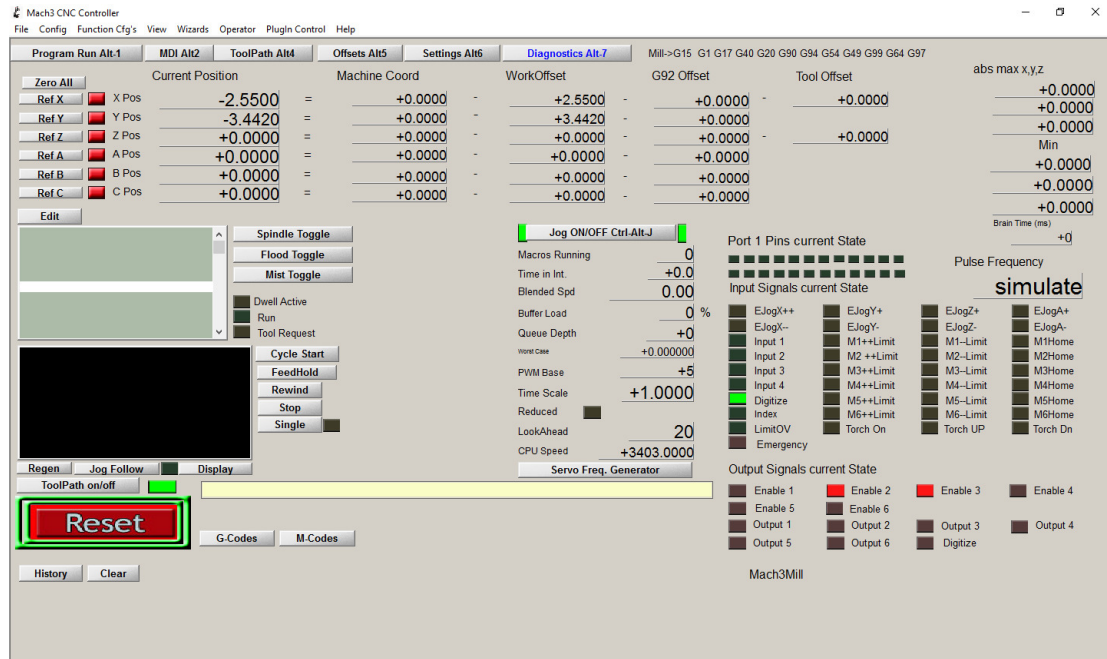 Mach3 CNC Controller
File Config Function Cfg's View Wizards Operator PlugIn Control Help
Program Run Alt-1 MDI Alt2 ToolPath Alt4 Offsets Alt5 Settings Alt6 Diagnostics Alt-7 Mill->G15 G1 G17 G40 G20 G90 G94 G54 G49 G99 G64 G97
Current Position Machine Coord WorkOffset G92 Offset Tool Offset abs max x,y,z
Zero All
Ref X X Pos -2.5500 = +0.0000 - +2.5500 - +0.0000 - +0.0000 +0.0000
Ref Y Y Pos -3.4420 = +0.0000 - +3.4420 - +0.0000 +0.0000
Ref Z Z Pos +0.0000 = +0.0000 - +0.0000 - +0.0000 - +0.0000 +0.0000
Min
Ref A A Pos +0.0000 = +0.0000 - +0.0000 - +0.0000 +0.0000
Ref B B Pos +0.0000 = +0.0000 - +0.0000 - +0.0000 +0.0000
Ref C C Pos +0.0000 = +0.0000 - +0.0000 - +0.0000 +0.0000
Edit
Brain Time (ms)
+0
Spindle Toggle
Flood Toggle
Mist Toggle
Dwell Active
Run
Tool Request
Cycle Start
FeedHold
Rewind
Stop
Single
Regen Jog Follow Display
ToolPath on/off
Reset
G-Codes M-Codes
History Clear
Jog ON/OFF Ctrl-Alt-J
Macros Running 0
Time in Int. +0.0
Blended Spd 0.00
Buffer Load 0 %
Queue Depth +0
Worst Case +0.000000
PWM Base +5
Time Scale +1.0000
Reduced
LookAhead 20
CPU Speed +3403.0000
Servo Freq. Generator
Port 1 Pins current State
Pulse Frequency
simulate
Input Signals current State
EJogX++ EJogY+ EJogZ+ EJogA+
EJogX-- EJogY- EJogZ- EJogA-
Input 1 M1++Limit M1--Limit M1Home
Input 2 M2 ++Limit M2--Limit M2Home
Input 3 M3++Limit M3--Limit M3Home
Input 4 M4++Limit M4--Limit M4Home
Digitize M5++Limit M5--Limit M5Home
Index M6++Limit M6--Limit M6Home
LimitOV Torch On Torch UP Torch Dn
Emergency
Output Signals current State
Enable 1 Enable 2 Enable 3 Enable 4
Enable 5 Enable 6
Output 1 Output 2 Output 3 Output 4
Output 5 Output 6 Digitize
Mach3Mill